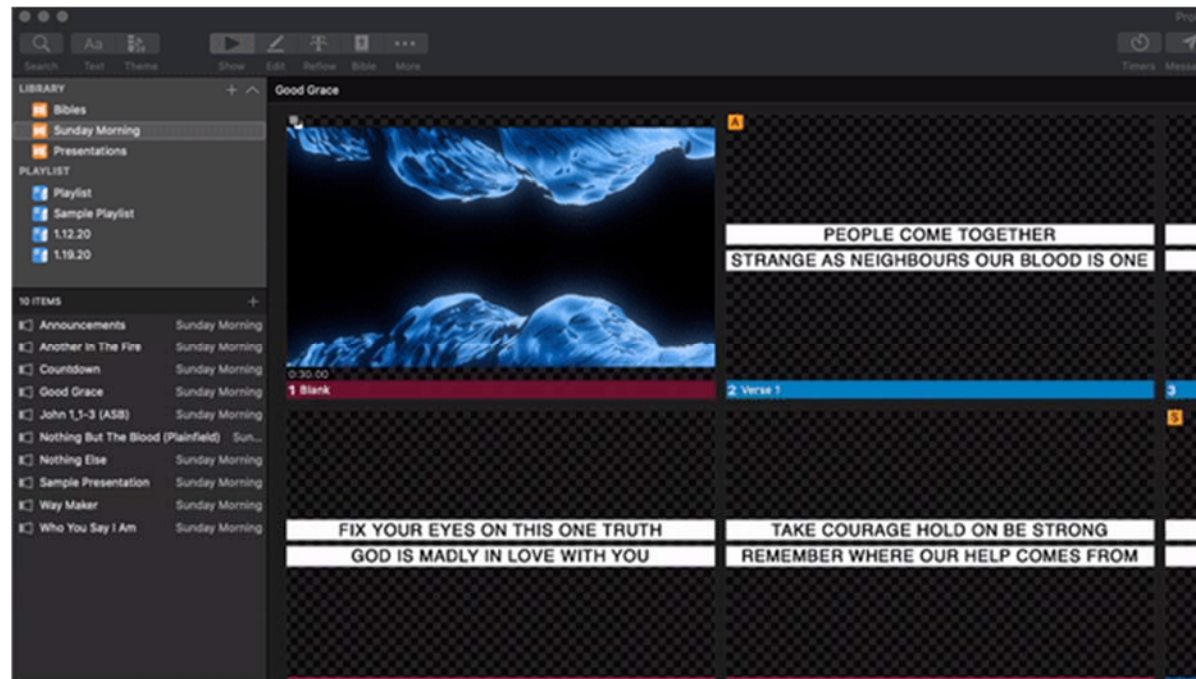 Pro
Search Text Theme Show Edit Reflow Bible More Timers Messa
LIBRARY
Bibles
Sunday Morning
Presentations
PLAYLIST
Playlist
Sample Playlist
1.12.20
1.19.20
10 ITEMS
Announcements Sunday Morning
Another In The Fire Sunday Morning
Countdown Sunday Morning
Good Grace Sunday Morning
John 1_1-3 (ASB) Sunday Morning
Nothing But The Blood (Plainfield) Sun...
Nothing Else Sunday Morning
Sample Presentation Sunday Morning
Way Maker Sunday Morning
Who You Say I Am Sunday Morning
Good Grace
0:30.00
1 Blank
A
PEOPLE COME TOGETHER
STRANGE AS NEIGHBOURS OUR BLOOD IS ONE
2 Verse 1
3
S
FIX YOUR EYES ON THIS ONE TRUTH
GOD IS MADLY IN LOVE WITH YOU
TAKE COURAGE HOLD ON BE STRONG
REMEMBER WHERE OUR HELP COMES FROM